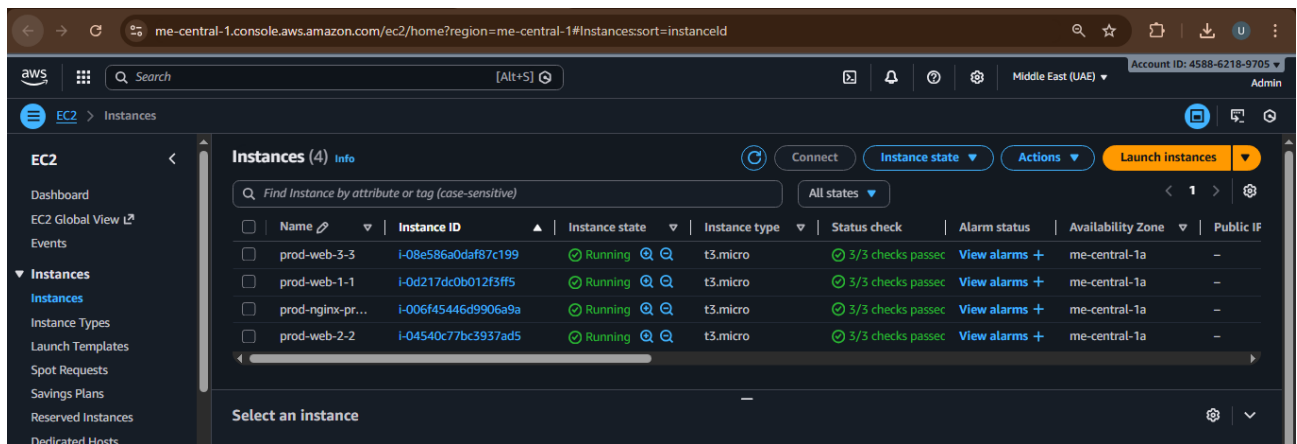 me-central-1.console.aws.amazon.com/ec2/home?region=me-central-1#Instances:sort=instanceId
U
aws Search [Alt+S] Middle East (UAE) Account ID: 4588-6218-9705
Admin
EC2 > Instances
EC2
Dashboard
EC2 Global View
Events
Instances
Instances
Instance Types
Launch Templates
Spot Requests
Savings Plans
Reserved Instances
Dedicated Hosts
Instances (4) Info Connect Instance state Actions Launch instances
Find Instance by attribute or tag (case-sensitive) All states 1
Name Instance ID Instance state Instance type Status check Alarm status Availability Zone Public IP
prod-web-3-3 i-08e586a0daf87c199 Running t3.micro 3/3 checks passed View alarms + me-central-1a –
prod-web-1-1 i-0d217dc0b012f3ff5 Running t3.micro 3/3 checks passed View alarms + me-central-1a –
prod-nginx-pr... i-006f45446d9906a9a Running t3.micro 3/3 checks passed View alarms + me-central-1a –
prod-web-2-2 i-04540c77bc3937ad5 Running t3.micro 3/3 checks passed View alarms + me-central-1a –
Select an instance